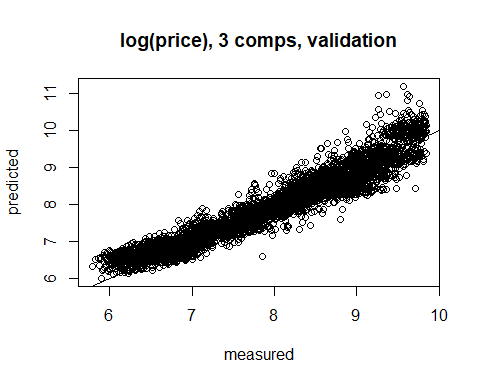 log(price), 3 comps, validation
predicted
11
10
9
8
7
6
6 7 8 9 10
measured